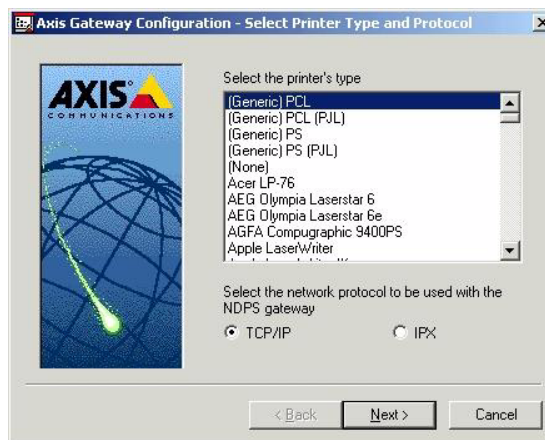 Axis Gateway Configuration - Select Printer Type and Protocol
AXIS
COMMUNICATIONS
Select the printer's type
(Generic) PCL
(Generic) PCL (PJL)
(Generic) PS
(Generic) PS (PJL)
(None)
Acer LP-76
AEG Olympia Laserstar 6
AEG Olympia Laserstar 6e
AGFA Compugraphic 9400PS
Apple LaserWriter
Select the network protocol to be used with the
NDPS gateway
TCP/IP
IPX
< Back
Next >
Cancel